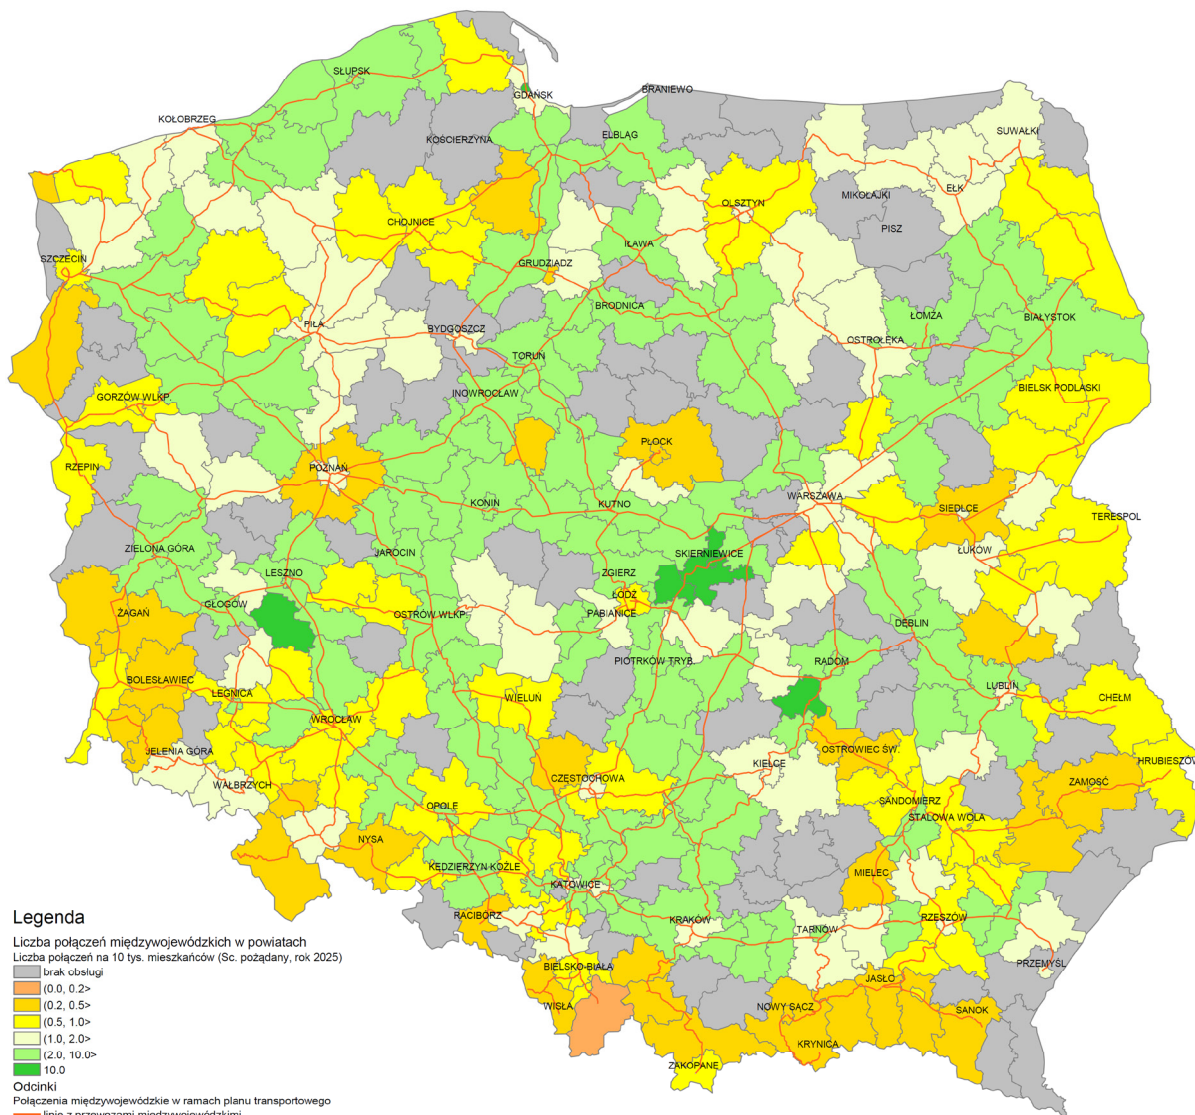 SŁUPSK
GDAŃSK
BRANIEWO
KOŁOBRZEG
KOŚCIERZYNA
ELBLĄG
SUWAŁKI
MIKOŁAJKI
EŁK
OLSZTYN
PISZ
CHOJNICE
IŁAWA
SZCZECIN
GRUDZIĄDZ
BRODNICA
ŁOMŻA
BIAŁYSTOK
PIŁA
BYDGOSZCZ
OSTROŁĘKA
TORUŃ
BIELSK PODLASKI
GORZÓW WLKP.
INOWROCŁAW
PŁOCK
RZEPIN
POZNAŃ
KONIN
KUTNO
WARSZAWA
SIEDLCE
TERESPOL
ZIELONA GÓRA
JAROCIN
SKIERNIEWICE
ŁUKÓW
LESZNO
ZGIERZ
ŁÓDŹ
ŻAGAŃ
GŁOGÓW
OSTRÓW WLKP.
PABIANICE
DĘBLIN
PIOTRKÓW TRYB.
RADOM
BOLESŁAWIEC
LEGNICA
WIELUŃ
LUBLIN
CHEŁM
WROCŁAW
JELENIA GÓRA
OSTROWIEC ŚW.
KIELCE
HRUBIESZÓW
WAŁBRZYCH
CZĘSTOCHOWA
ZAMOŚĆ
OPOLE
SANDOMIERZ
STALOWA WOLA
NYSA
KĘDZIERZYN KOŹLE
KATOWICE
MIELEC
RACIBÓRZ
KRAKÓW
TARNÓW
RZESZÓW
BIELSKO-BIAŁA
PRZEMYŚL
WISŁA
NOWY SĄCZ
JASŁO
SANOK
KRYNICA
ZAKOPANE
Legenda
Liczba połączeń międzywojewódzkich w powiatach
Liczba połączeń na 10 tys. mieszkańców (Sc. pożądany, rok 2025)
brak obsługi
(0.0, 0.2>
(0.2, 0.5>
(0.5, 1.0>
(1.0, 2.0>
(2.0, 10.0>
10.0
Odcinki
Połączenia międzywojewódzkie w ramach planu transportowego
linie z przewozami międzywojewódzkimi